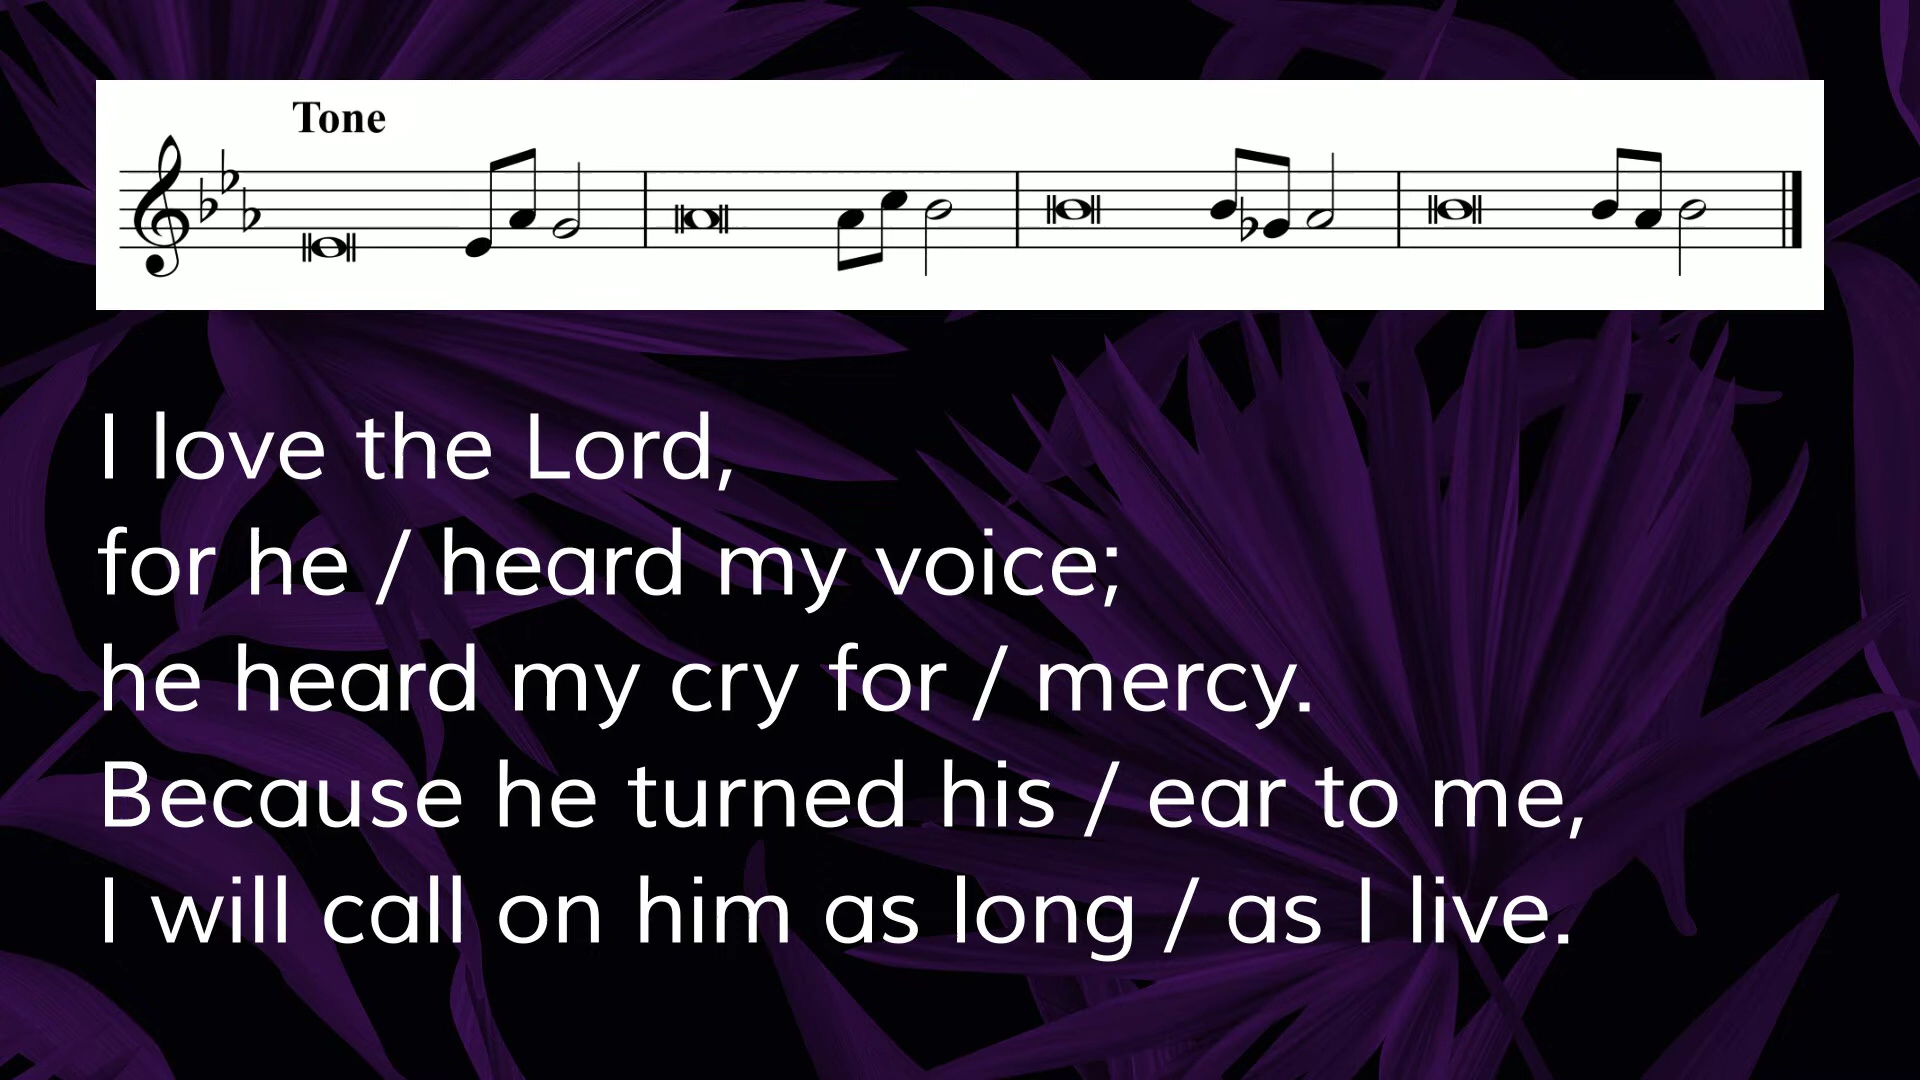 Tone
I love the Lord,
for he / heard my voice;
he heard my cry for / mercy.
Because he turned his / ear to me,
I will call on him as long / as I live.